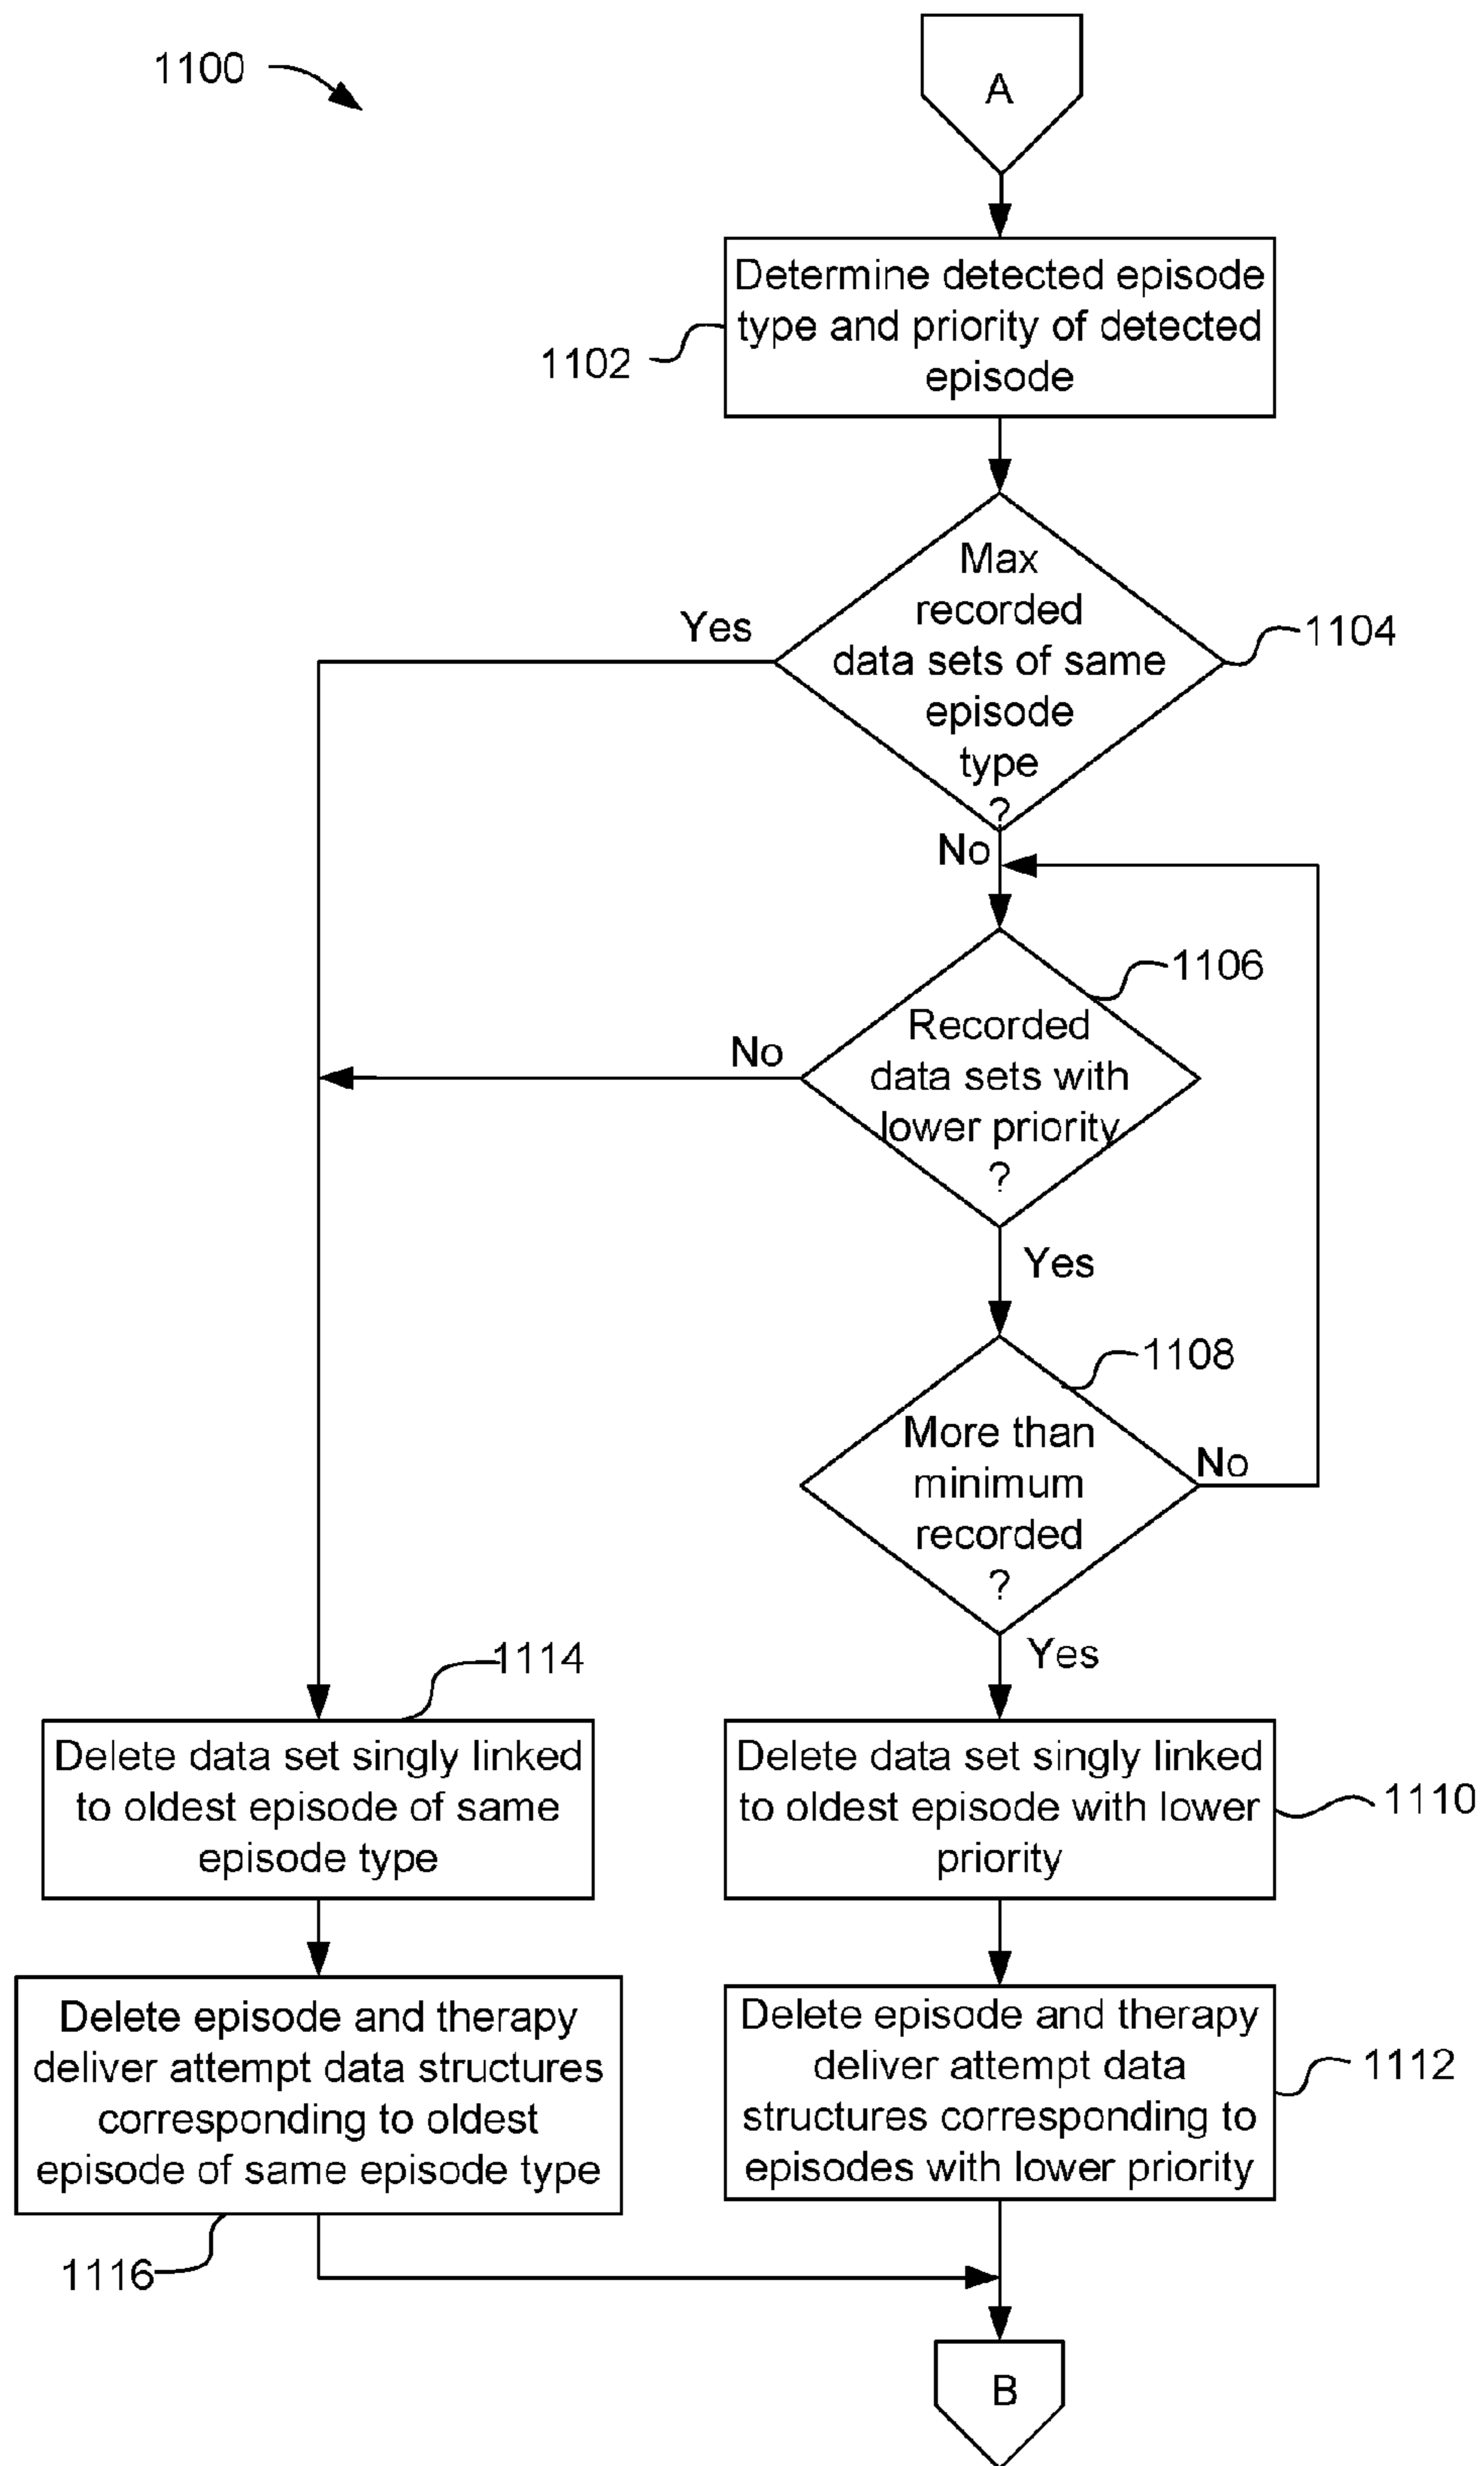 1100
A
Determine detected episode
type and priority of detected
episode
1102
Max
recorded
data sets of same
episode
type
?
Yes
1104
No
1106
Recorded
data sets with
lower priority
?
No
Yes
1108
More than
minimum
recorded
?
No
Yes
1114
Delete data set singly linked
to oldest episode of same
episode type
Delete data set singly linked
to oldest episode with lower
priority
1110
Delete episode and therapy
deliver attempt data structures
corresponding to oldest
episode of same episode type
1116
Delete episode and therapy
deliver attempt data
structures corresponding to
episodes with lower priority
1112
B